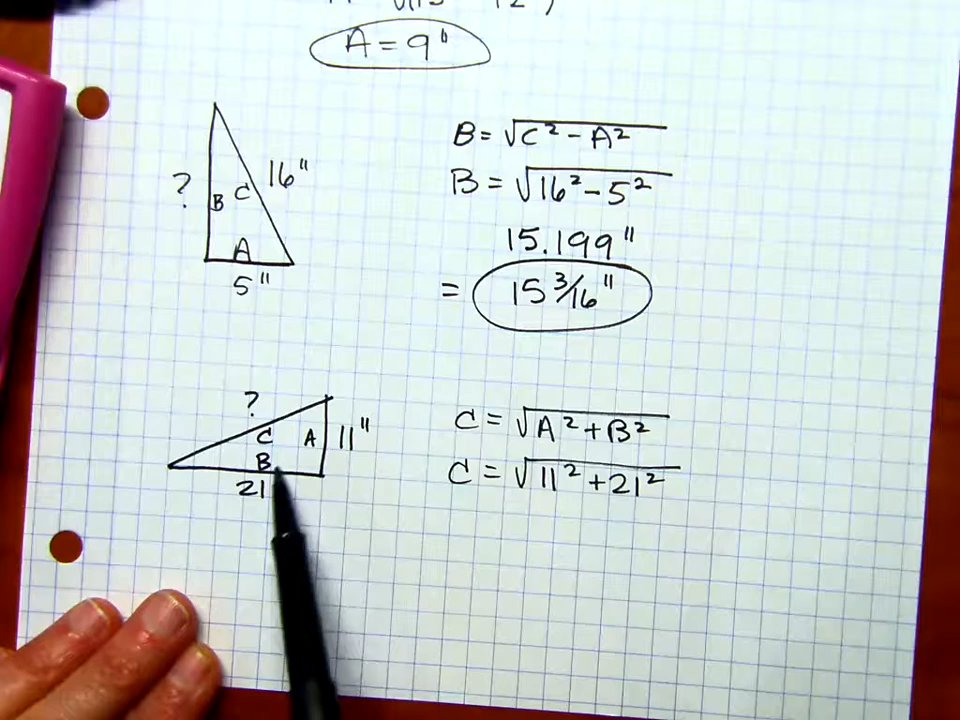 A = 9"
?
B
C
16"
A
5"
B = √C² - A²
B = √16² - 5²
15.199"
= 15 3/16"
?
C
A
11"
B
21
C = √A² + B²
C = √11² + 21²